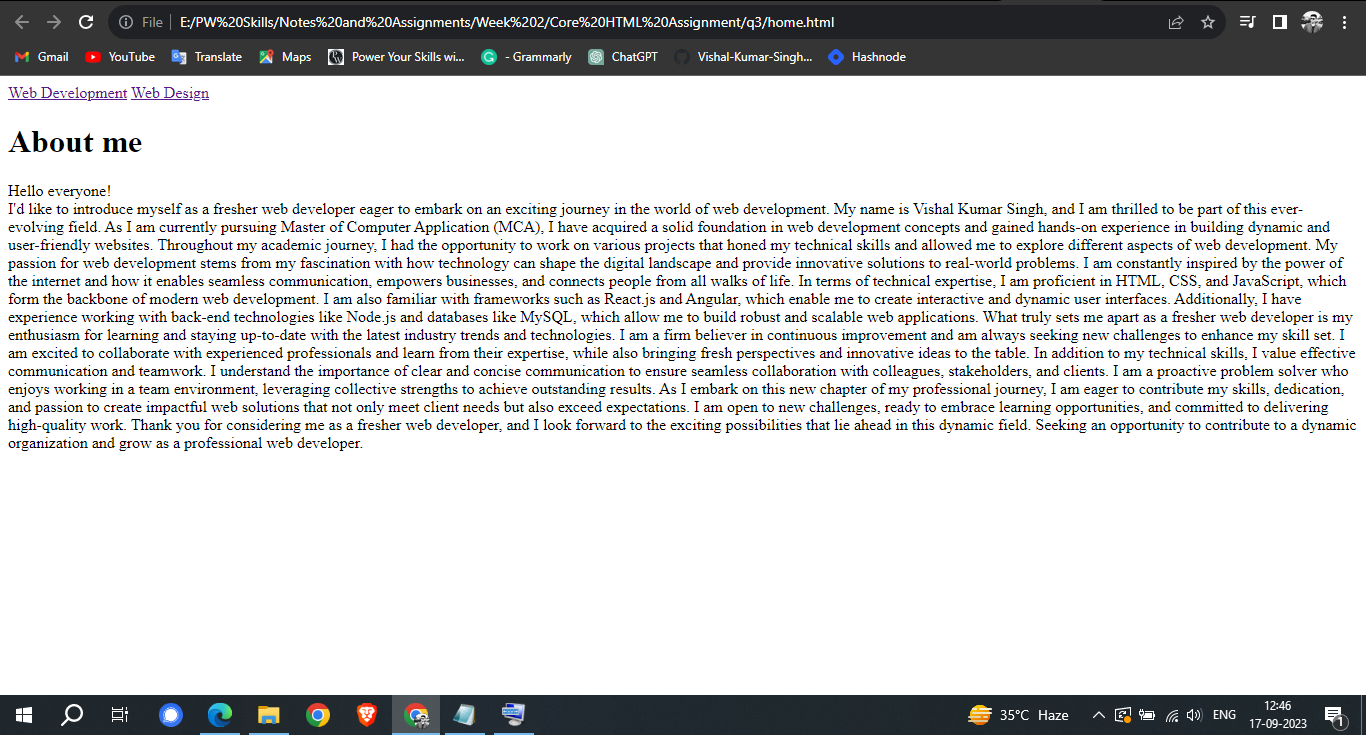 File E:/PW%20Skills/Notes%20and%20Assignments/Week%202/Core%20HTML%20Assignment/q3/home.html
Gmail YouTube Translate Maps Power Your Skills wi... - Grammarly ChatGPT Vishal-Kumar-Singh... Hashnode
Web Development Web Design
About me
Hello everyone!
I'd like to introduce myself as a fresher web developer eager to embark on an exciting journey in the world of web development. My name is Vishal Kumar Singh, and I am thrilled to be part of this ever-
evolving field. As I am currently pursuing Master of Computer Application (MCA), I have acquired a solid foundation in web development concepts and gained hands-on experience in building dynamic and
user-friendly websites. Throughout my academic journey, I had the opportunity to work on various projects that honed my technical skills and allowed me to explore different aspects of web development. My
passion for web development stems from my fascination with how technology can shape the digital landscape and provide innovative solutions to real-world problems. I am constantly inspired by the power of
the internet and how it enables seamless communication, empowers businesses, and connects people from all walks of life. In terms of technical expertise, I am proficient in HTML, CSS, and JavaScript, which
form the backbone of modern web development. I am also familiar with frameworks such as React.js and Angular, which enable me to create interactive and dynamic user interfaces. Additionally, I have
experience working with back-end technologies like Node.js and databases like MySQL, which allow me to build robust and scalable web applications. What truly sets me apart as a fresher web developer is my
enthusiasm for learning and staying up-to-date with the latest industry trends and technologies. I am a firm believer in continuous improvement and am always seeking new challenges to enhance my skill set. I
am excited to collaborate with experienced professionals and learn from their expertise, while also bringing fresh perspectives and innovative ideas to the table. In addition to my technical skills, I value effective
communication and teamwork. I understand the importance of clear and concise communication to ensure seamless collaboration with colleagues, stakeholders, and clients. I am a proactive problem solver who
enjoys working in a team environment, leveraging collective strengths to achieve outstanding results. As I embark on this new chapter of my professional journey, I am eager to contribute my skills, dedication,
and passion to create impactful web solutions that not only meet client needs but also exceed expectations. I am open to new challenges, ready to embrace learning opportunities, and committed to delivering
high-quality work. Thank you for considering me as a fresher web developer, and I look forward to the exciting possibilities that lie ahead in this dynamic field. Seeking an opportunity to contribute to a dynamic
organization and grow as a professional web developer.
35°C Haze ENG 12:46
17-09-2023 1